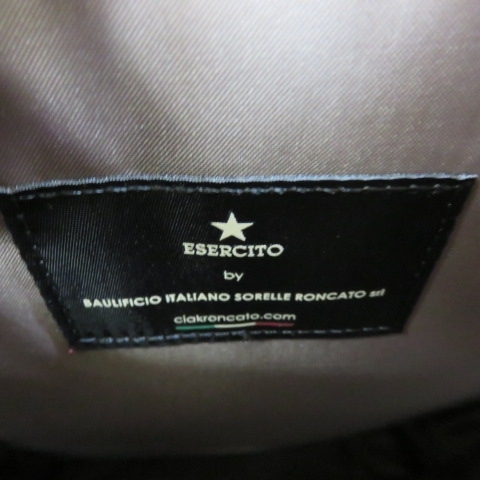 ESERCITO
by
BAULIFICIO ITALIANO SORELLE RONCATO srl
ciakroncato.com